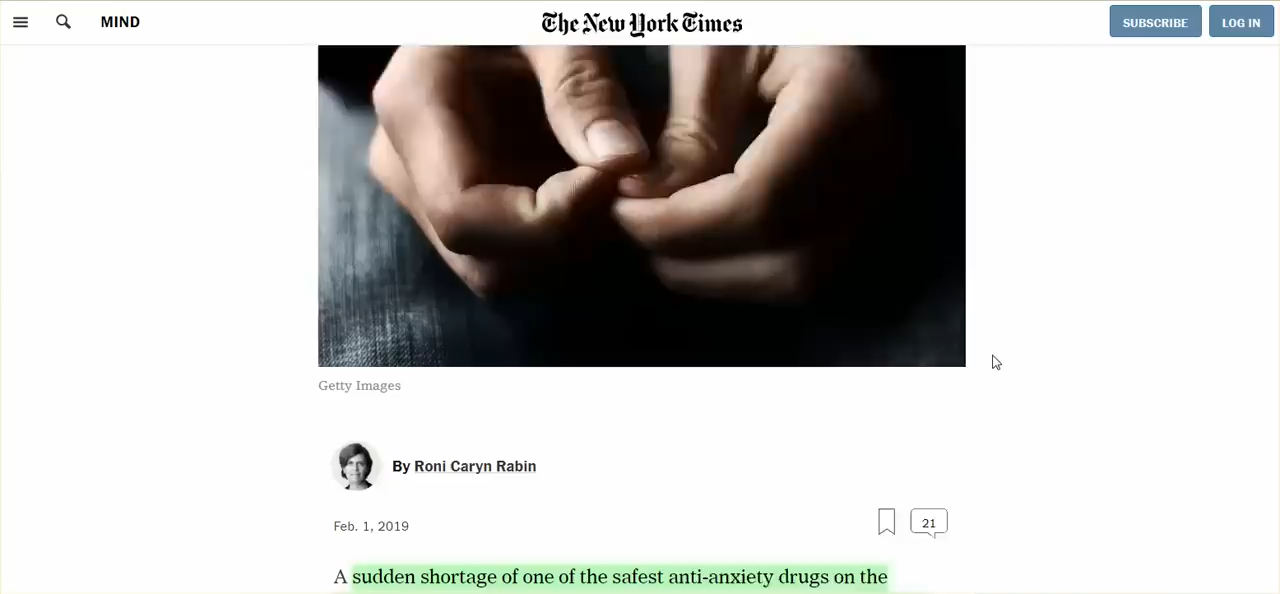 MIND
The New York Times
SUBSCRIBE
LOG IN
Getty Images
By Roni Caryn Rabin
Feb. 1, 2019
21
A sudden shortage of one of the safest anti-anxiety drugs on the